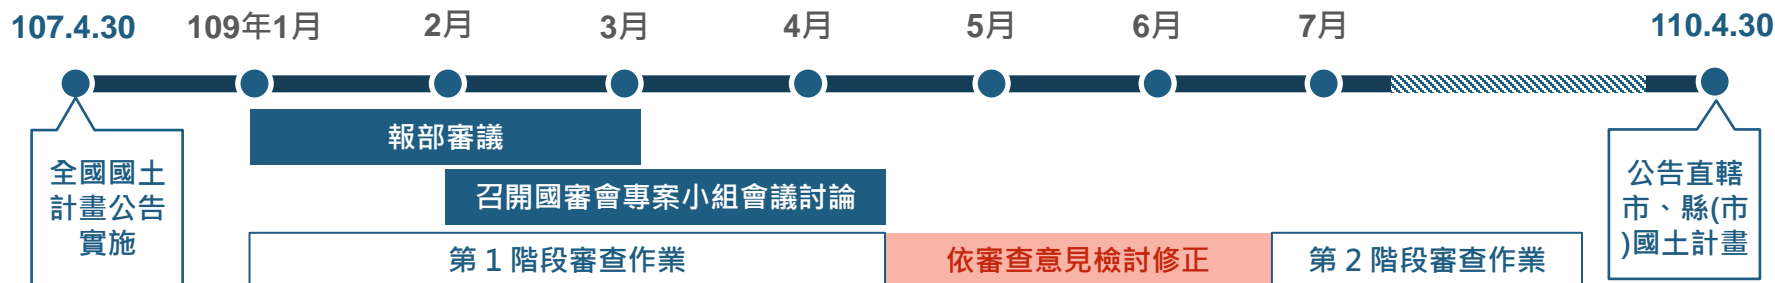 107.4.30 109年1月 2月 3月 4月 5月 6月 7月 110.4.30
報部審議
召開國審會專案小組會議討論
全國國土
計畫公告
實施
第1階段審查作業
依審查意見檢討修正
第2階段審查作業
公告直轄
市、縣(市
)國土計畫